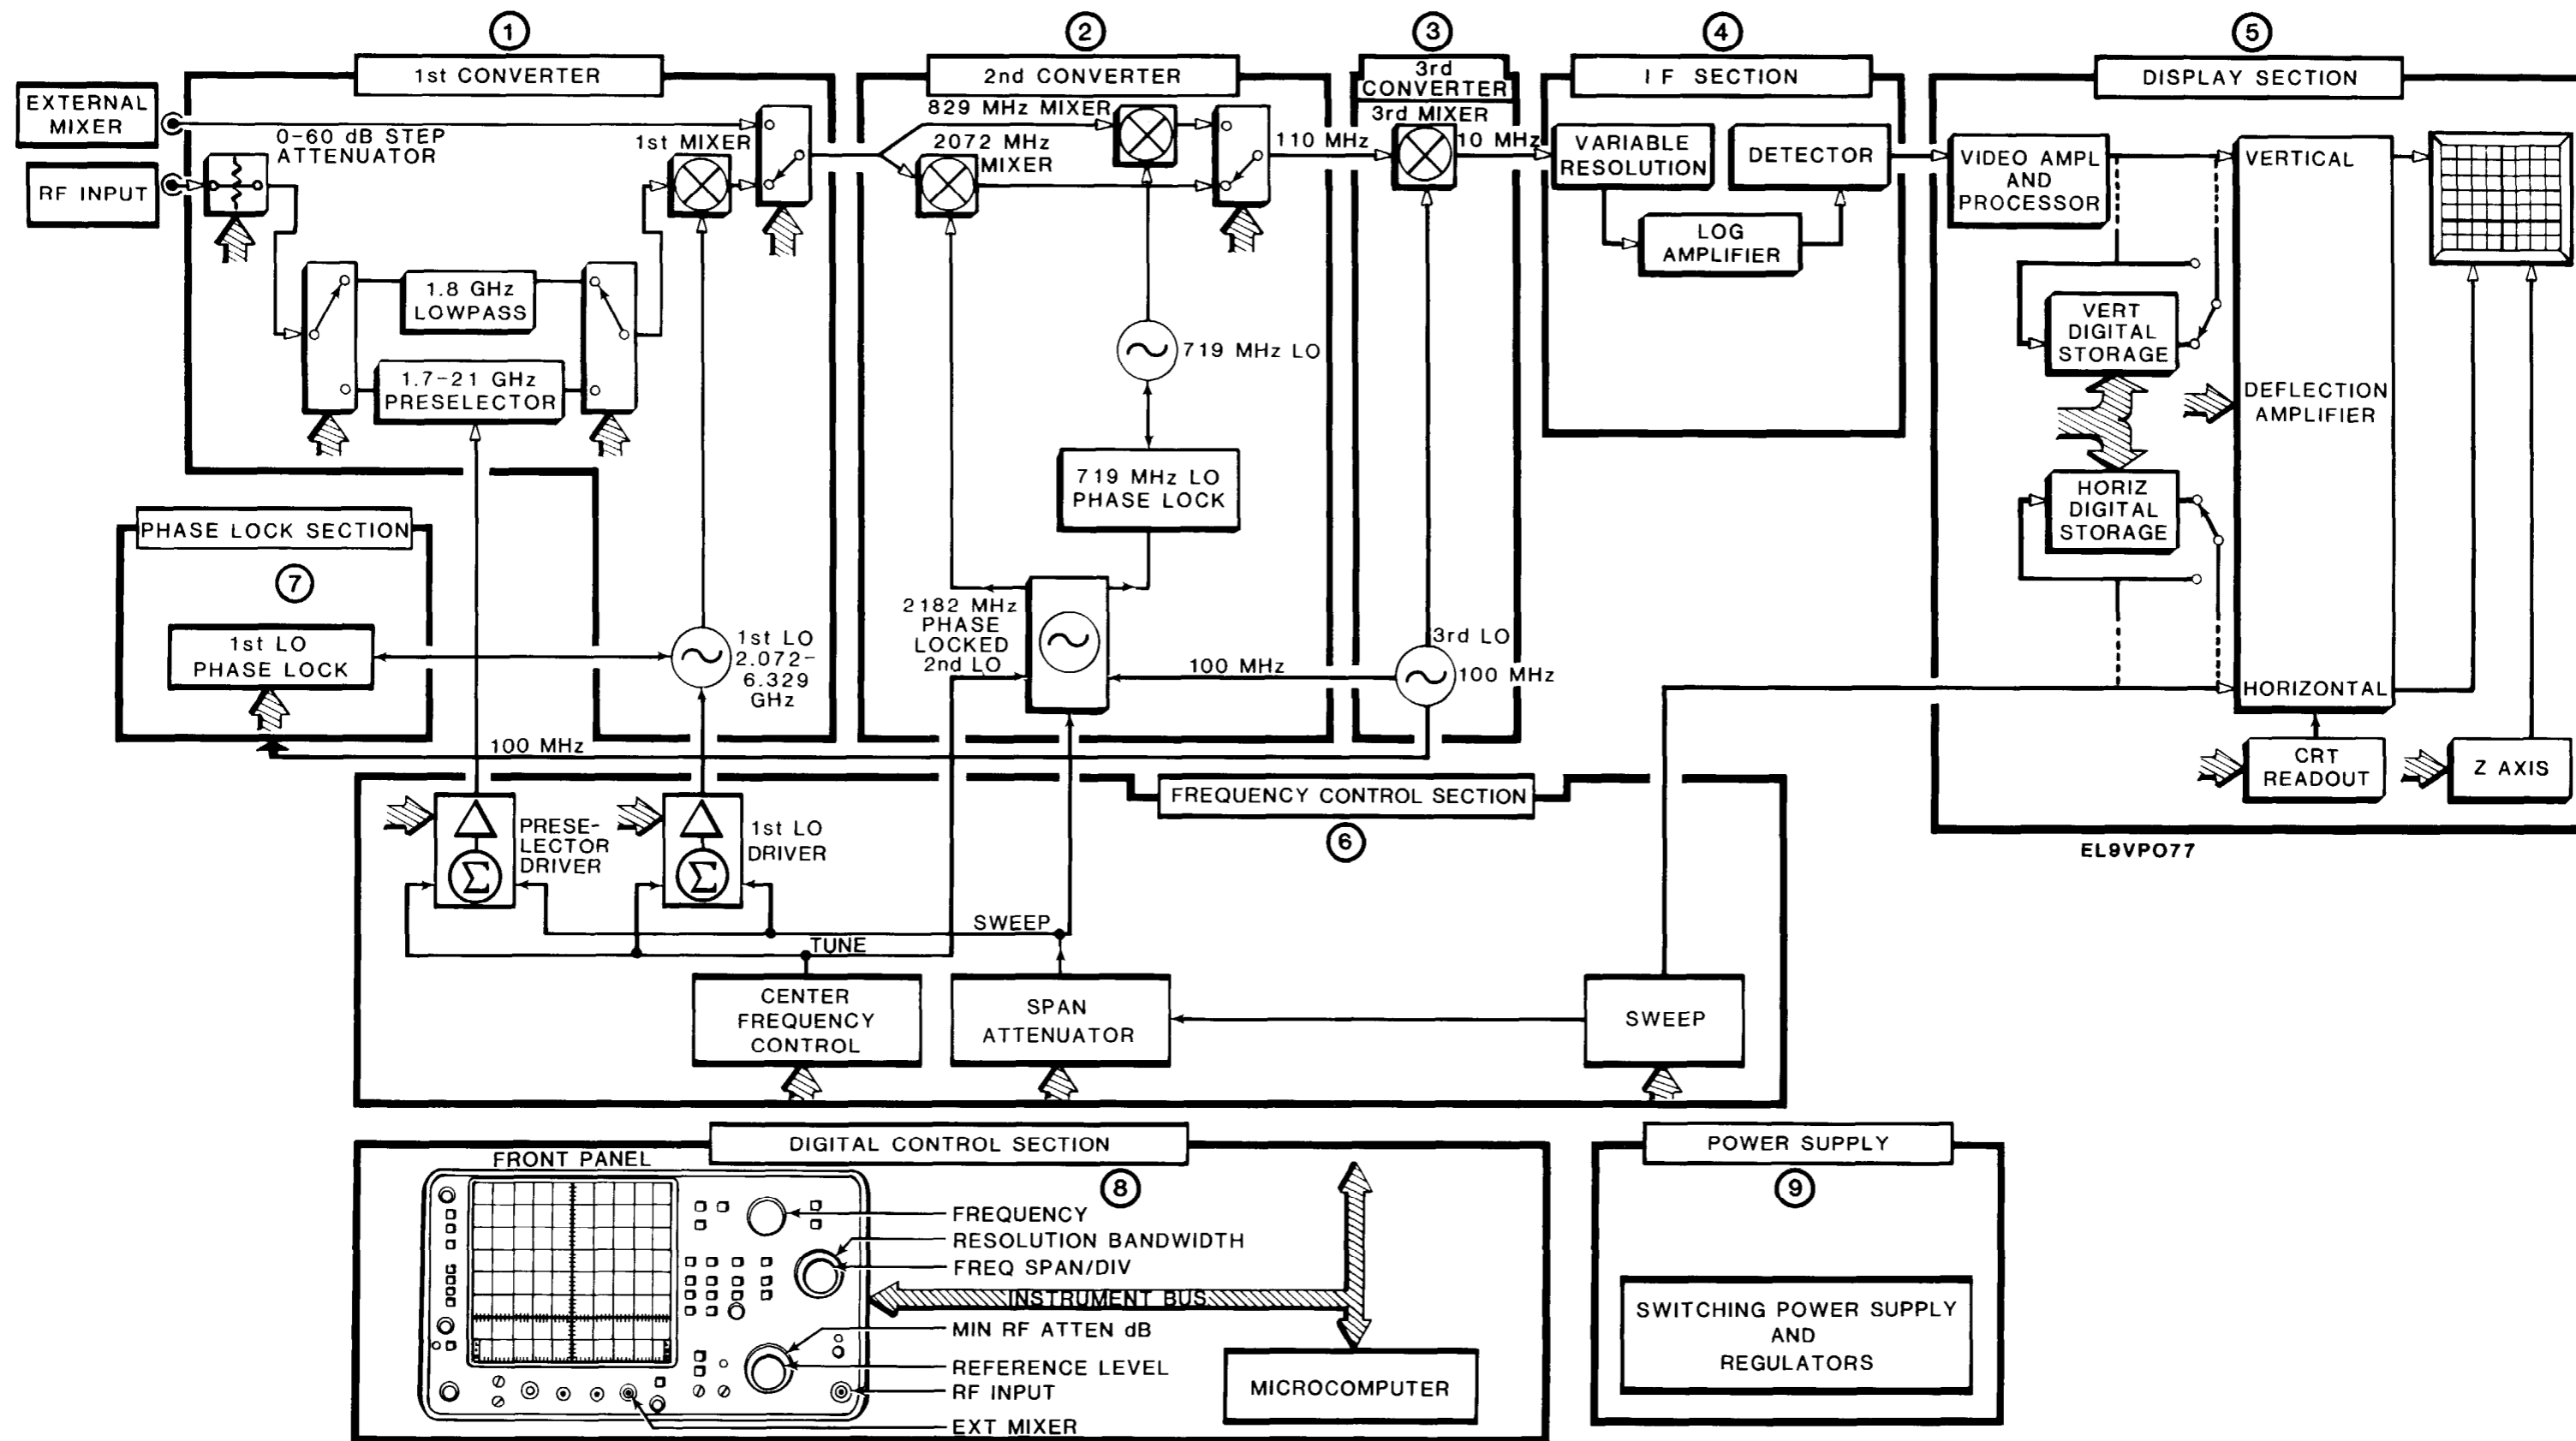 1
1st CONVERTER
EXTERNAL
MIXER
RF INPUT
0-60 dB STEP
ATTENUATOR
1st MIXER
1.8 GHz
LOWPASS
1.7-21 GHz
PRESELECTOR
1st LO
2.072-
6.329
GHz
2
2nd CONVERTER
829 MHz MIXER
2072 MHz
MIXER
719 MHz LO
719 MHz LO
PHASE LOCK
2182 MHz
PHASE
LOCKED
2nd LO
110 MHz
100 MHz
3
3rd
CONVERTER
3rd MIXER
10 MHz
3rd LO
100 MHz
4
IF SECTION
VARIABLE
RESOLUTION
DETECTOR
LOG
AMPLIFIER
5
DISPLAY SECTION
VIDEO AMPL
AND
PROCESSOR
VERTICAL
VERT
DIGITAL
STORAGE
DEFLECTION
AMPLIFIER
HORIZ
DIGITAL
STORAGE
HORIZONTAL
CRT
READOUT
Z AXIS
EL9VP077
PHASE LOCK SECTION
7
1st LO
PHASE LOCK
100 MHz
FREQUENCY CONTROL SECTION
6
PRESE-
LECTOR
DRIVER
Σ
1st LO
DRIVER
Σ
SWEEP
TUNE
CENTER
FREQUENCY
CONTROL
SPAN
ATTENUATOR
SWEEP
DIGITAL CONTROL SECTION
8
FRONT PANEL
FREQUENCY
RESOLUTION BANDWIDTH
FREQ SPAN/DIV
INSTRUMENT BUS
MIN RF ATTEN dB
REFERENCE LEVEL
RF INPUT
EXT MIXER
MICROCOMPUTER
POWER SUPPLY
9
SWITCHING POWER SUPPLY
AND
REGULATORS